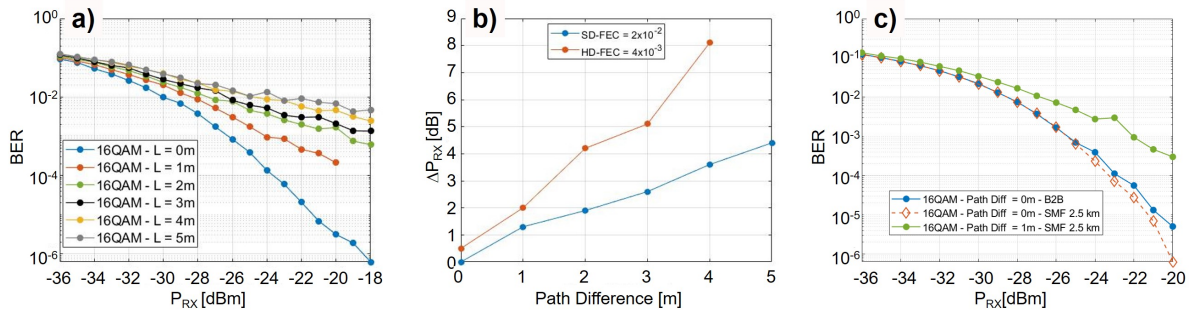 a)
10^0
10^-2
10^-4
10^-6
BER
16QAM - L = 0m
16QAM - L = 1m
16QAM - L = 2m
16QAM - L = 3m
16QAM - L = 4m
16QAM - L = 5m
-36 -34 -32 -30 -28 -26 -24 -22 -20 -18
P_RX [dBm]
b)
9
8
7
6
5
4
3
2
1
0
ΔP_RX [dB]
SD-FEC = 2x10^-2
HD-FEC = 4x10^-3
0 1 2 3 4 5
Path Difference [m]
c)
10^0
10^-1
10^-2
10^-3
10^-4
10^-5
10^-6
BER
16QAM - Path Diff = 0m - B2B
16QAM - Path Diff = 0m - SMF 2.5 km
16QAM - Path Diff = 1m - SMF 2.5 km
-36 -34 -32 -30 -28 -26 -24 -22 -20
P_RX[dBm]